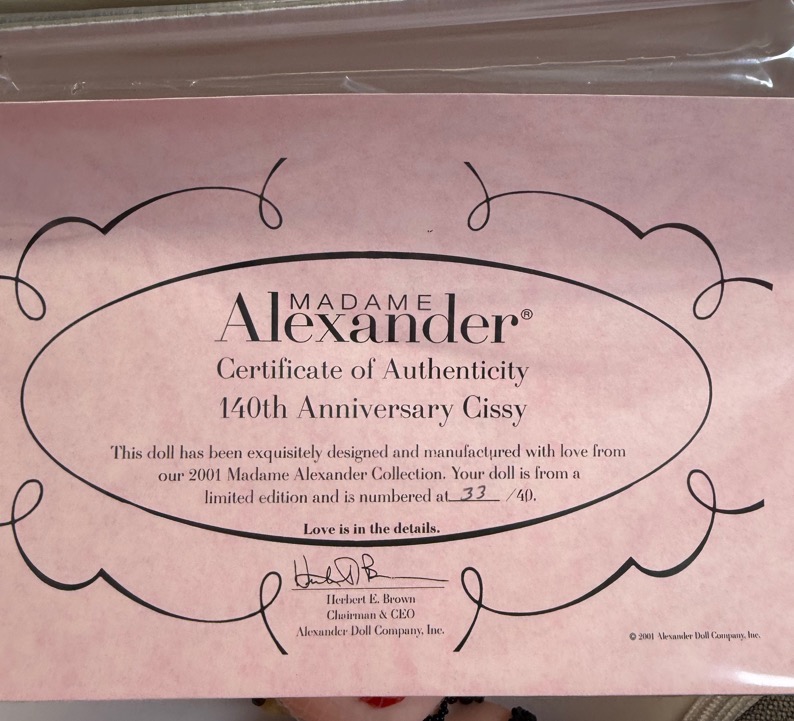 MADAME
Alexander®
Certificate of Authenticity
140th Anniversary Cissy
This doll has been exquisitely designed and manufactured with love from
our 2001 Madame Alexander Collection. Your doll is from a
limited edition and is numbered at 33 /40.
Love is in the details.
Herbert E. Brown
Chairman & CEO
Alexander Doll Company, Inc.
© 2001 Alexander Doll Company, Inc.